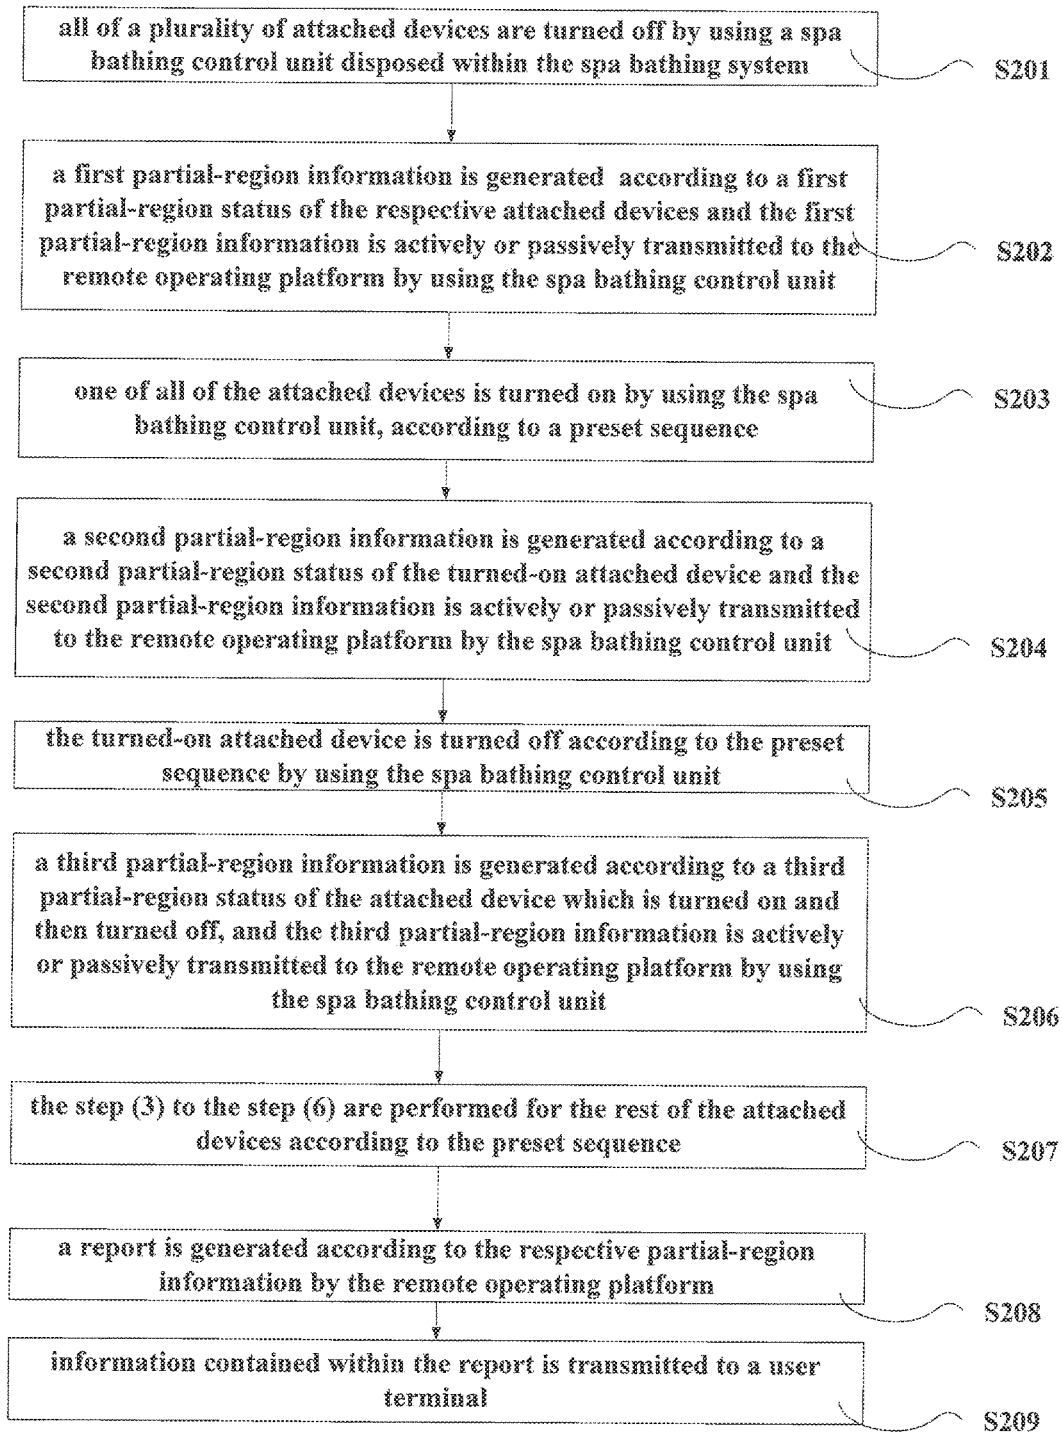 all of a plurality of attached devices are turned off by using a spa
bathing control unit disposed within the spa bathing system
S201
a first partial-region information is generated according to a first
partial-region status of the respective attached devices and the first
partial-region information is actively or passively transmitted to the
remote operating platform by using the spa bathing control unit
S202
one of all of the attached devices is turned on by using the spa
bathing control unit, according to a preset sequence
S203
a second partial-region information is generated according to a
second partial-region status of the turned-on attached device and the
second partial-region information is actively or passively transmitted
to the remote operating platform by the spa bathing control unit
S204
the turned-on attached device is turned off according to the preset
sequence by using the spa bathing control unit
S205
a third partial-region information is generated according to a third
partial-region status of the attached device which is turned on and
then turned off, and the third partial-region information is actively
or passively transmitted to the remote operating platform by using
the spa bathing control unit
S206
the step (3) to the step (6) are performed for the rest of the attached
devices according to the preset sequence
S207
a report is generated according to the respective partial-region
information by the remote operating platform
S208
information contained within the report is transmitted to a user
terminal
S209